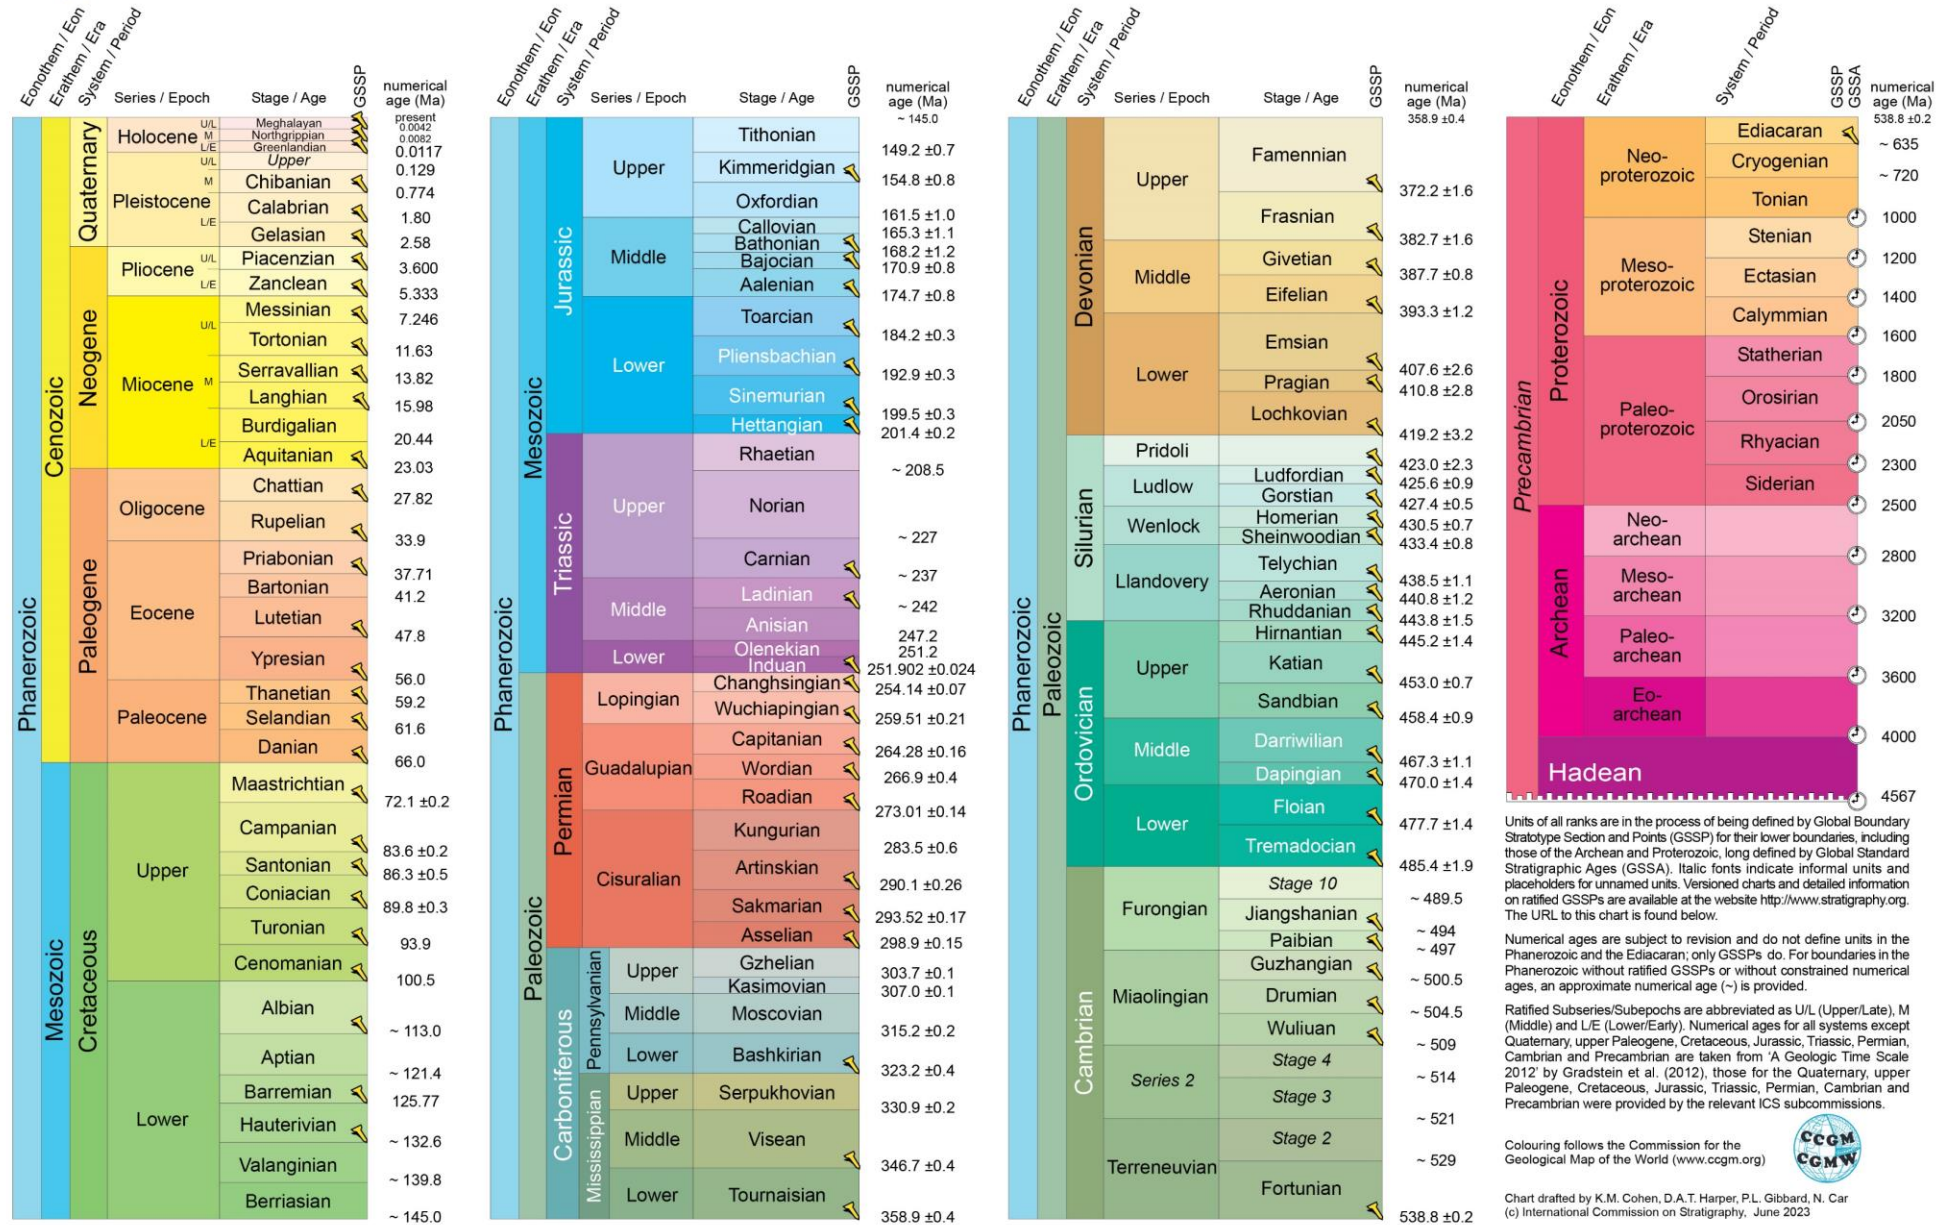 Eonothem / Eon
Erathem / Era
System / Period
Series / Epoch
Stage / Age
GSSP
numerical
age (Ma)
Phanerozoic
Cenozoic
Quaternary
Holocene
U/L Meghalayan
M Northgrippian
L/E Greenlandian
present
0.0042
0.0082
0.0117
Pleistocene
U/L Upper
M Chibanian
Calabrian
L/E
Gelasian
0.129
0.774
1.80
2.58
Neogene
Pliocene
U/L Piacenzian
L/E Zanclean
3.600
5.333
Miocene
U/L
M
L/E
Messinian
7.246
Tortonian
11.63
Serravallian
13.82
Langhian
15.98
Burdigalian
20.44
Aquitanian
23.03
Paleogene
Oligocene
Chattian
27.82
Rupelian
33.9
Eocene
Priabonian
37.71
Bartonian
41.2
Lutetian
47.8
Ypresian
56.0
Paleocene
Thanetian
59.2
Selandian
61.6
Danian
66.0
Mesozoic
Cretaceous
Upper
Maastrichtian
72.1 ±0.2
Campanian
83.6 ±0.2
Santonian
86.3 ±0.5
Coniacian
89.8 ±0.3
Turonian
93.9
Cenomanian
100.5
Lower
Albian
~ 113.0
Aptian
~ 121.4
Barremian
125.77
Hauterivian
~ 132.6
Valanginian
~ 139.8
Berriasian
~ 145.0
Eonothem / Eon
Erathem / Era
System / Period
Series / Epoch
Stage / Age
GSSP
numerical
age (Ma)
~ 145.0
Phanerozoic
Mesozoic
Jurassic
Upper
Tithonian
149.2 ±0.7
Kimmeridgian
154.8 ±0.8
Oxfordian
161.5 ±1.0
Middle
Callovian
165.3 ±1.1
Bathonian
168.2 ±1.2
Bajocian
170.9 ±0.8
Aalenian
174.7 ±0.8
Lower
Toarcian
184.2 ±0.3
Pliensbachian
192.9 ±0.3
Sinemurian
199.5 ±0.3
Hettangian
201.4 ±0.2
Triassic
Upper
Rhaetian
~ 208.5
Norian
~ 227
Carnian
~ 237
Middle
Ladinian
~ 242
Anisian
247.2
Lower
Olenekian
251.2
Induan
251.902 ±0.024
Paleozoic
Permian
Lopingian
Changhsingian
254.14 ±0.07
Wuchiapingian
259.51 ±0.21
Guadalupian
Capitanian
264.28 ±0.16
Wordian
266.9 ±0.4
Roadian
273.01 ±0.14
Cisuralian
Kungurian
283.5 ±0.6
Artinskian
290.1 ±0.26
Sakmarian
293.52 ±0.17
Asselian
298.9 ±0.15
Carboniferous
Pennsylvanian
Upper
Gzhelian
303.7 ±0.1
Kasimovian
307.0 ±0.1
Middle
Moscovian
315.2 ±0.2
Lower
Bashkirian
323.2 ±0.4
Mississippian
Upper
Serpukhovian
330.9 ±0.2
Middle
Visean
346.7 ±0.4
Lower
Tournaisian
358.9 ±0.4
Eonothem / Eon
Erathem / Era
System / Period
Series / Epoch
Stage / Age
GSSP
numerical
age (Ma)
358.9 ±0.4
Phanerozoic
Paleozoic
Devonian
Upper
Famennian
372.2 ±1.6
Frasnian
382.7 ±1.6
Middle
Givetian
387.7 ±0.8
Eifelian
393.3 ±1.2
Lower
Emsian
407.6 ±2.6
Pragian
410.8 ±2.8
Lochkovian
419.2 ±3.2
Silurian
Pridoli
423.0 ±2.3
Ludlow
Ludfordian
425.6 ±0.9
Gorstian
427.4 ±0.5
Wenlock
Homerian
430.5 ±0.7
Sheinwoodian
433.4 ±0.8
Llandovery
Telychian
438.5 ±1.1
Aeronian
440.8 ±1.2
Rhuddanian
443.8 ±1.5
Ordovician
Upper
Hirnantian
445.2 ±1.4
Katian
453.0 ±0.7
Sandbian
458.4 ±0.9
Middle
Darriwilian
467.3 ±1.1
Dapingian
470.0 ±1.4
Lower
Floian
477.7 ±1.4
Tremadocian
485.4 ±1.9
Cambrian
Furongian
Stage 10
~ 489.5
Jiangshanian
~ 494
Paibian
~ 497
Miaolingian
Guzhangian
~ 500.5
Drumian
~ 504.5
Wuliuan
~ 509
Series 2
Stage 4
~ 514
Stage 3
~ 521
Terreneuvian
Stage 2
~ 529
Fortunian
538.8 ±0.2
Eonothem / Eon
Erathem / Era
System / Period
GSSP
GSSA
numerical
age (Ma)
538.8 ±0.2
Precambrian
Proterozoic
Neo-
proterozoic
Ediacaran
~ 635
Cryogenian
~ 720
Tonian
1000
Meso-
proterozoic
Stenian
1200
Ectasian
1400
Calymmian
1600
Paleo-
proterozoic
Statherian
1800
Orosirian
2050
Rhyacian
2300
Siderian
2500
Archean
Neo-
archean
2800
Meso-
archean
3200
Paleo-
archean
3600
Eo-
archean
4000
Hadean
4567
Units of all ranks are in the process of being defined by Global Boundary
Stratotype Section and Points (GSSP) for their lower boundaries, including
those of the Archean and Proterozoic, long defined by Global Standard
Stratigraphic Ages (GSSA). Italic fonts indicate informal units and
placeholders for unnamed units. Versioned charts and detailed information
on ratified GSSPs are available at the website http://www.stratigraphy.org.
The URL to this chart is found below.
Numerical ages are subject to revision and do not define units in the
Phanerozoic and the Ediacaran; only GSSPs do. For boundaries in the
Phanerozoic without ratified GSSPs or without constrained numerical
ages, an approximate numerical age (~) is provided.
Ratified Subseries/Subepochs are abbreviated as U/L (Upper/Late), M
(Middle) and L/E (Lower/Early). Numerical ages for all systems except
Quaternary, upper Paleogene, Cretaceous, Jurassic, Triassic, Permian,
Cambrian and Precambrian are taken from 'A Geologic Time Scale
2012' by Gradstein et al. (2012), those for the Quaternary, upper
Paleogene, Cretaceous, Jurassic, Triassic, Permian, Cambrian and
Precambrian were provided by the relevant ICS subcommissions.
Colouring follows the Commission for the
Geological Map of the World (www.ccgm.org)
CCGM
CGMW
Chart drafted by K.M. Cohen, D.A.T. Harper, P.L. Gibbard, N. Car
(c) International Commission on Stratigraphy, June 2023